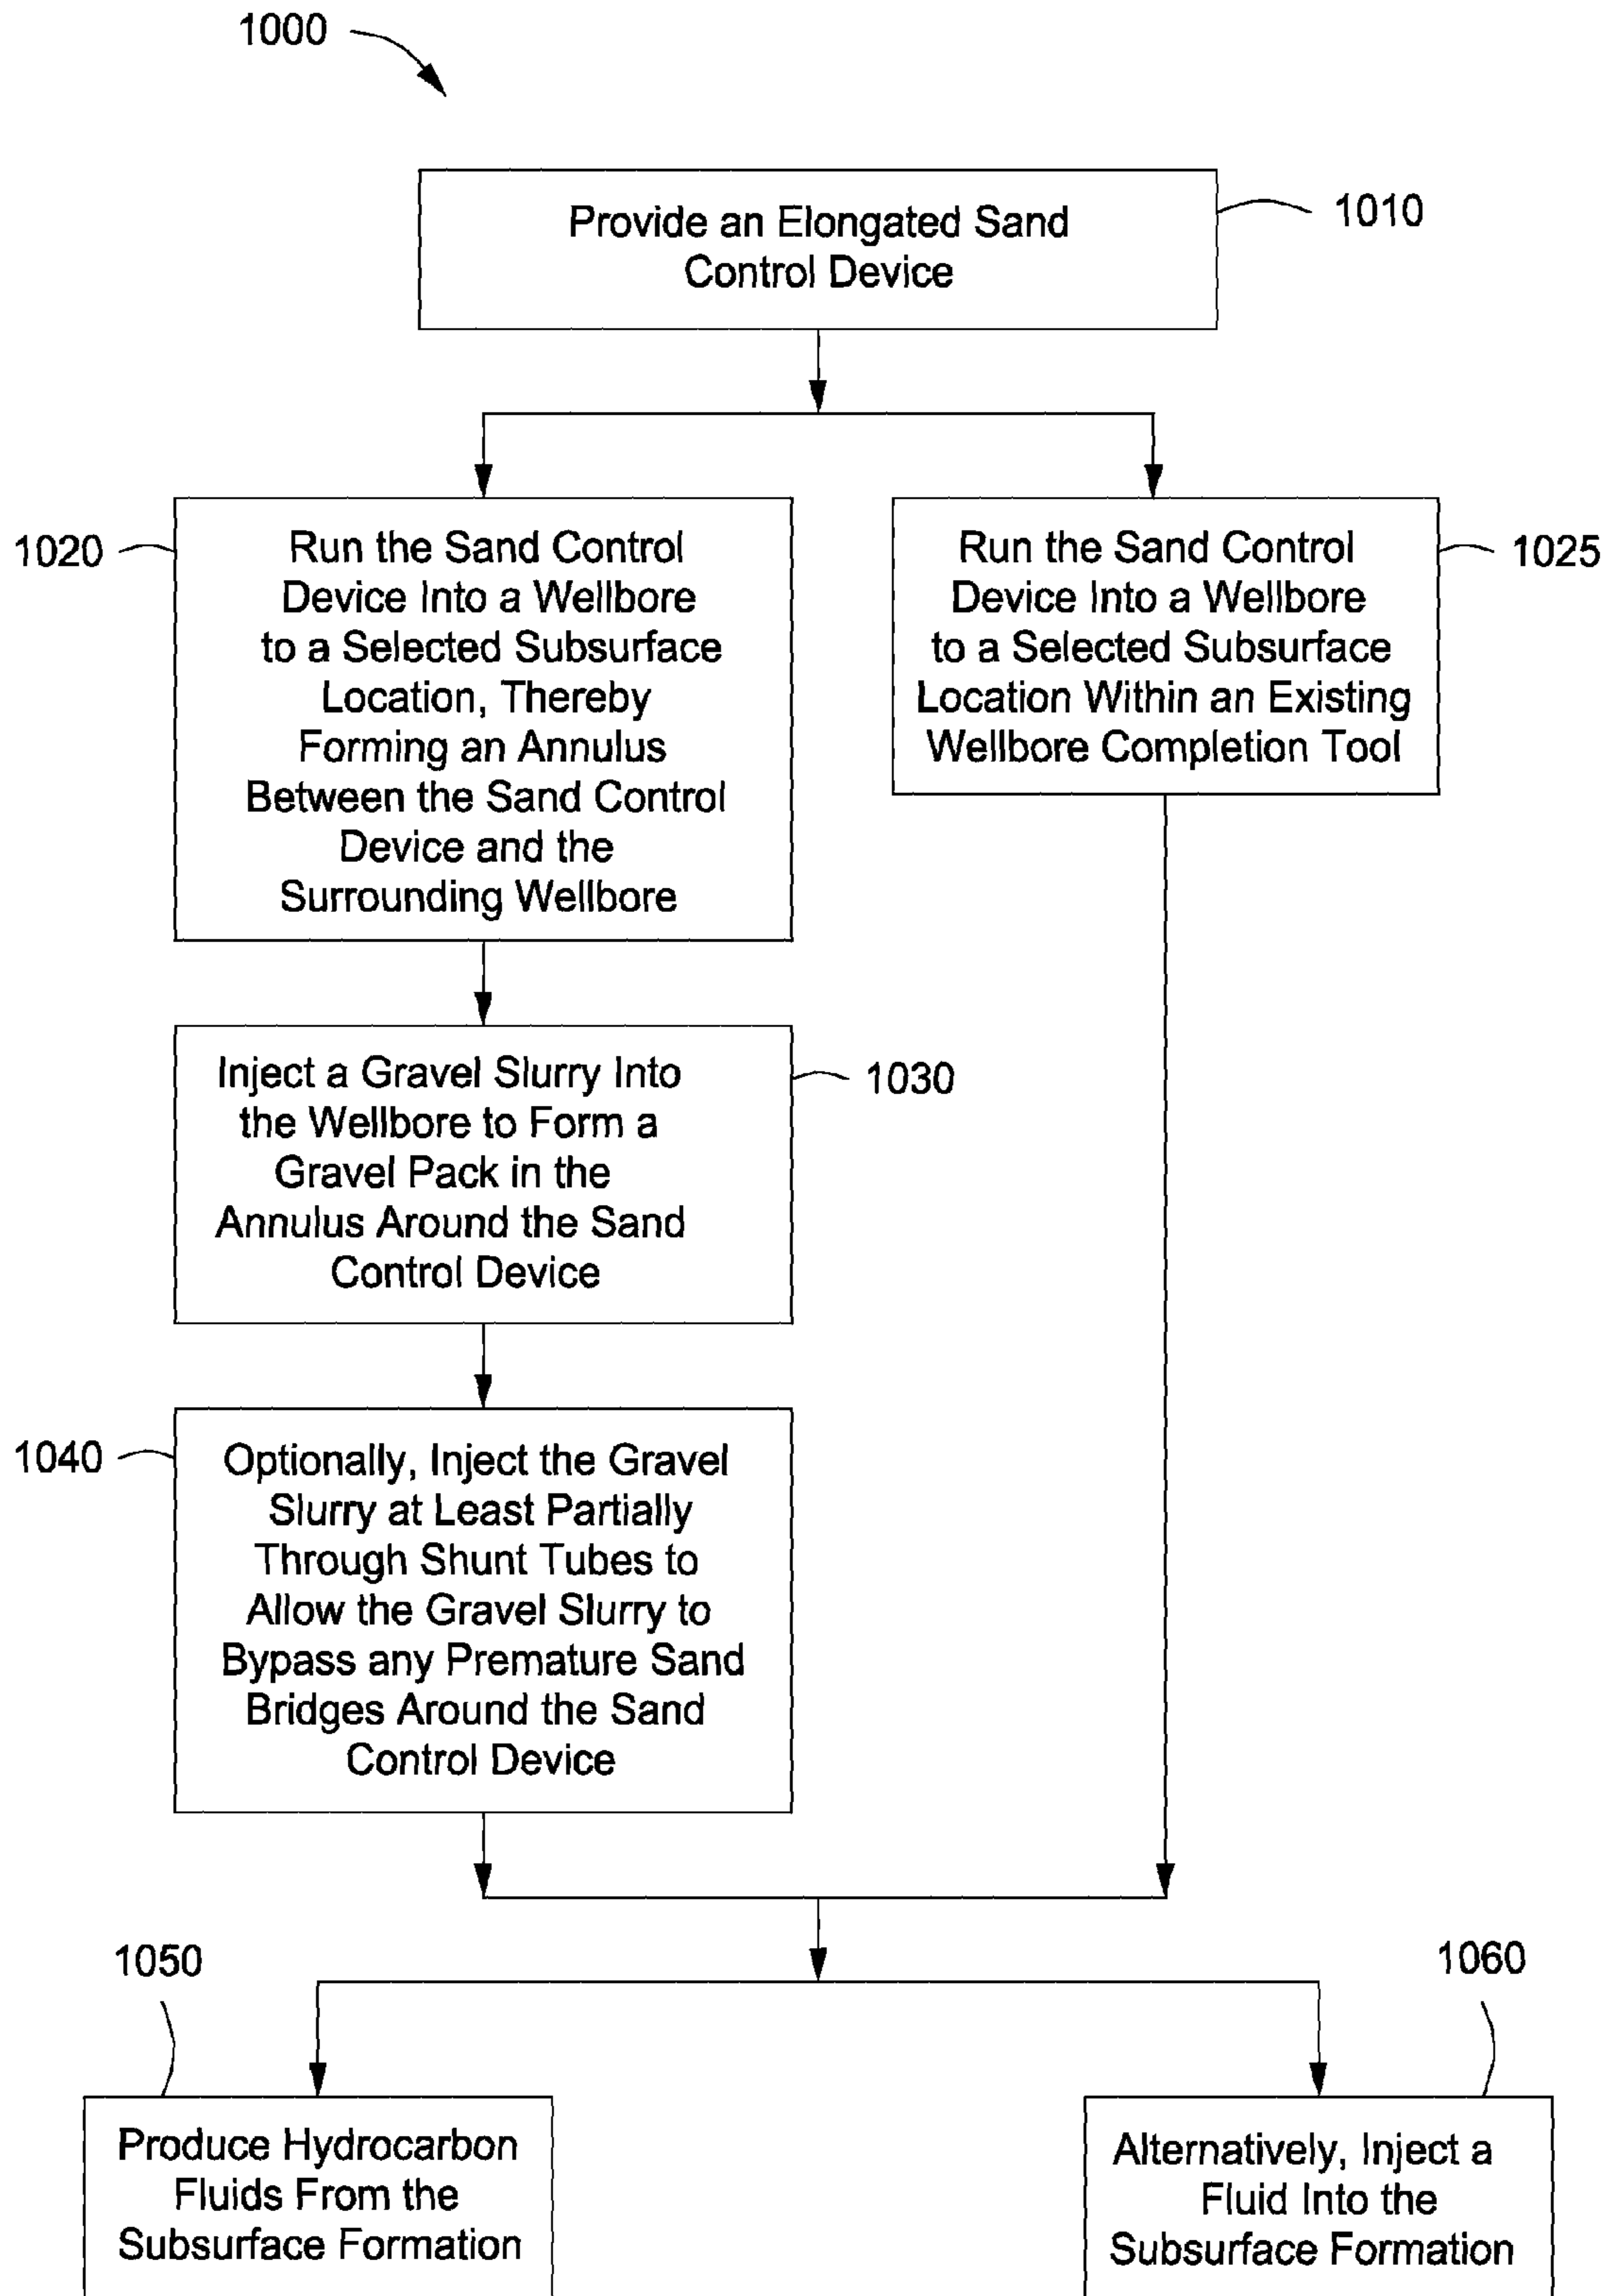 1000
Provide an Elongated Sand
Control Device
1010
1020
Run the Sand Control
Device Into a Wellbore
to a Selected Subsurface
Location, Thereby
Forming an Annulus
Between the Sand Control
Device and the
Surrounding Wellbore
Run the Sand Control
Device Into a Wellbore
to a Selected Subsurface
Location Within an Existing
Wellbore Completion Tool
1025
Inject a Gravel Slurry Into
the Wellbore to Form a
Gravel Pack in the
Annulus Around the Sand
Control Device
1030
1040
Optionally, Inject the Gravel
Slurry at Least Partially
Through Shunt Tubes to
Allow the Gravel Slurry to
Bypass any Premature Sand
Bridges Around the Sand
Control Device
1050
Produce Hydrocarbon
Fluids From the
Subsurface Formation
1060
Alternatively, Inject a
Fluid Into the
Subsurface Formation